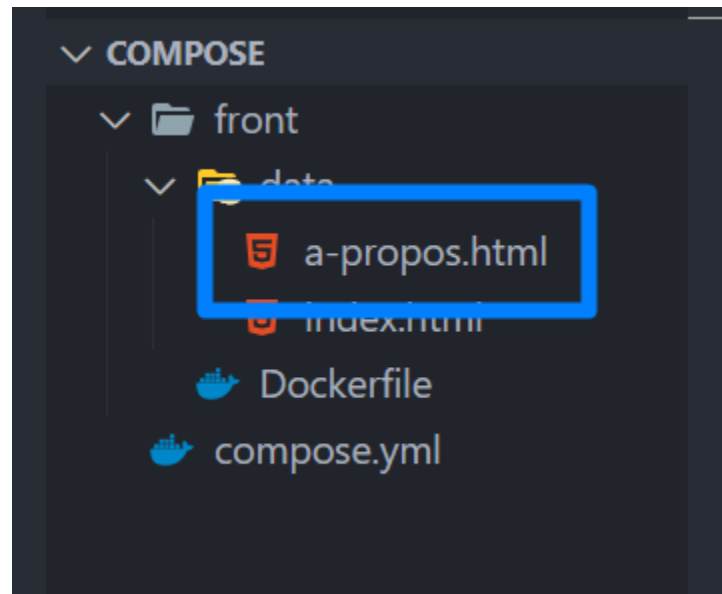 COMPOSE
front
data
a-propos.html
index.html
Dockerfile
compose.yml